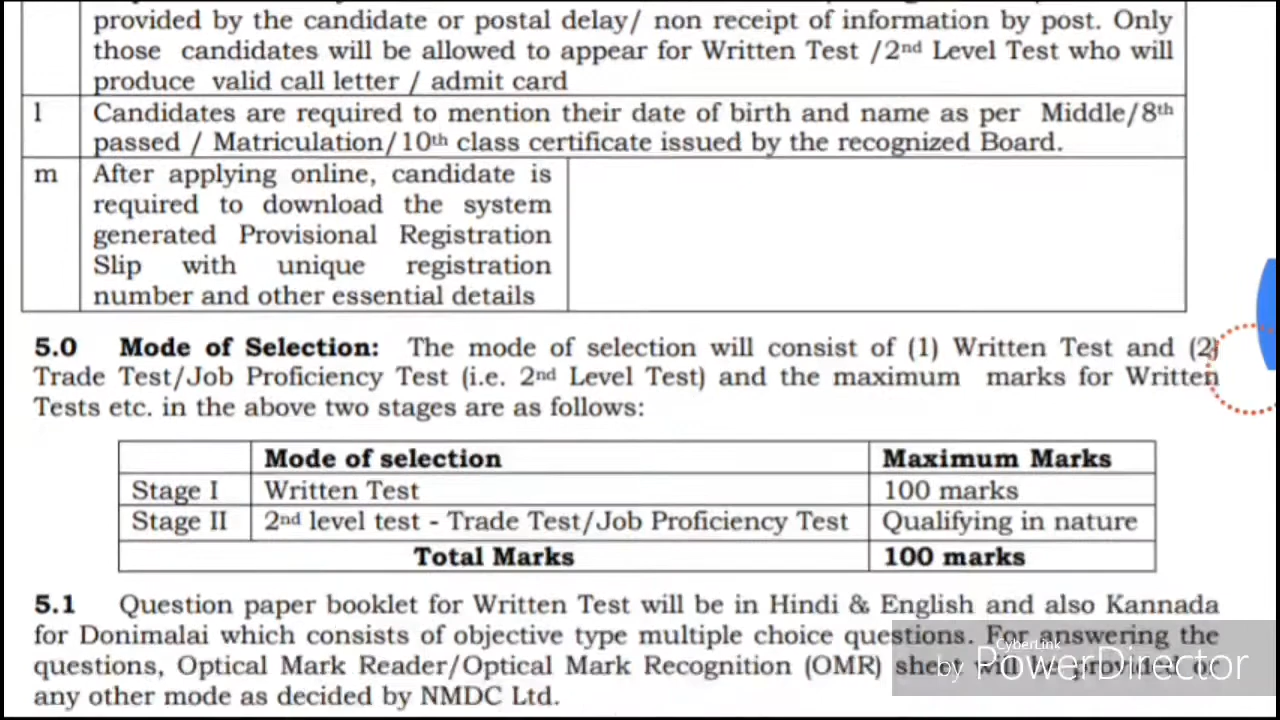 provided by the candidate or postal delay/ non receipt of information by post. Only
those candidates will be allowed to appear for Written Test /2nd Level Test who will
produce valid call letter / admit card
l Candidates are required to mention their date of birth and name as per Middle/8th
passed / Matriculation/10th class certificate issued by the recognized Board.
m After applying online, candidate is
required to download the system
generated Provisional Registration
Slip with unique registration
number and other essential details
5.0 Mode of Selection: The mode of selection will consist of (1) Written Test and (2)
Trade Test/Job Proficiency Test (i.e. 2nd Level Test) and the maximum marks for Written
Tests etc. in the above two stages are as follows:
Mode of selection Maximum Marks
Stage I Written Test 100 marks
Stage II 2nd level test - Trade Test/Job Proficiency Test Qualifying in nature
Total Marks 100 marks
5.1 Question paper booklet for Written Test will be in Hindi & English and also Kannada
for Donimalai which consists of objective type multiple choice questions. For answering the
questions, Optical Mark Reader/Optical Mark Recognition (OMR) sheet will be provided or
any other mode as decided by NMDC Ltd.
CyberLink
by PowerDirector